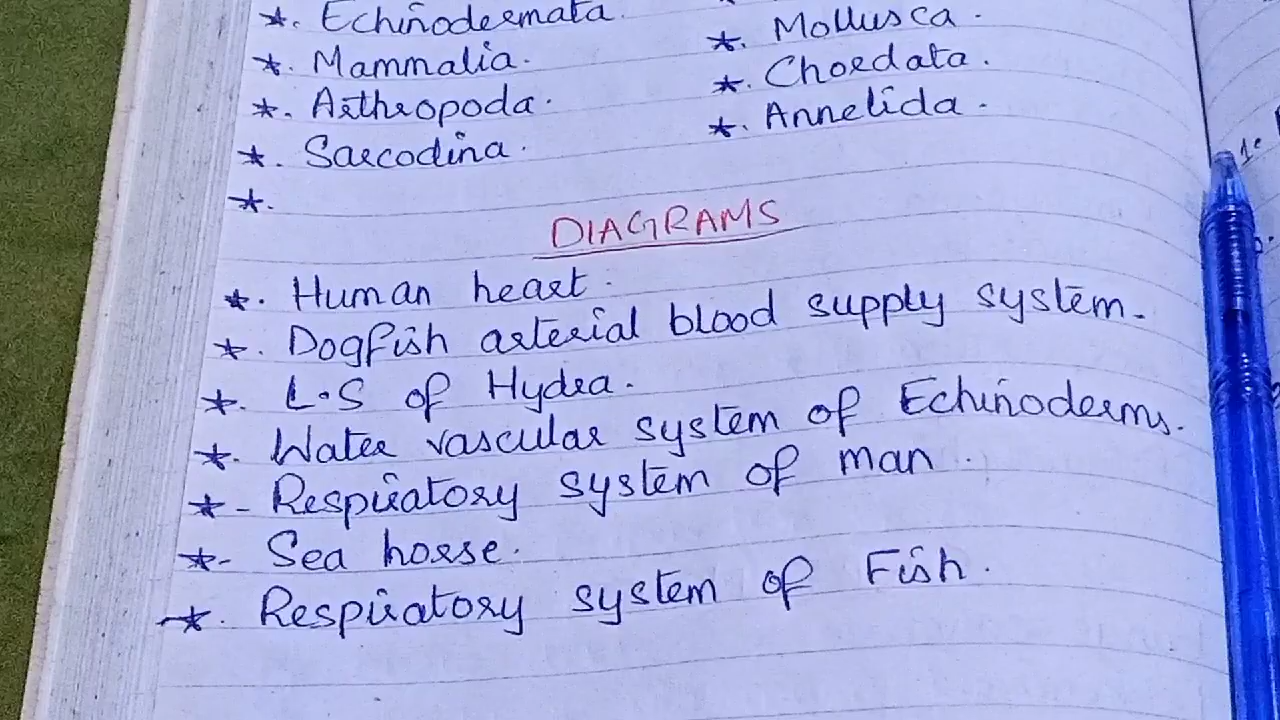 ★. Echinodermata.
★. Mammalia.
★. Arthropoda.
★. Sarcodina.
★.
★. Mollusca.
★. Chordata.
★. Annelida.
DIAGRAMS
★. Human heart.
★. Dogfish arterial blood supply system.
★. L.S of Hydra.
★. Water vascular system of Echinoderms.
★- Respiratory system of man.
★- Sea horse.
★. Respiratory system of Fish.